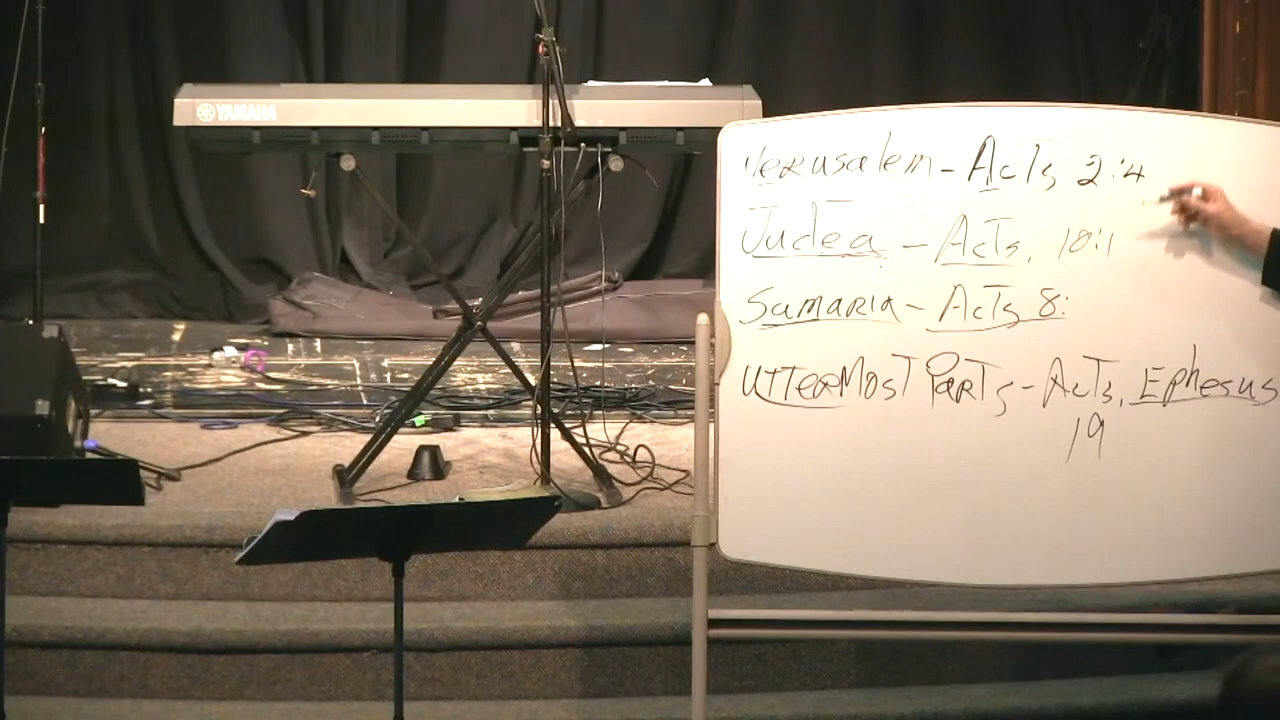 YAMAHA
Jerusalem - Acts 2:4
Judea - Acts, 10:1
Samaria - Acts 8:
UTTERMOST PARTS - Acts, Ephesus
19